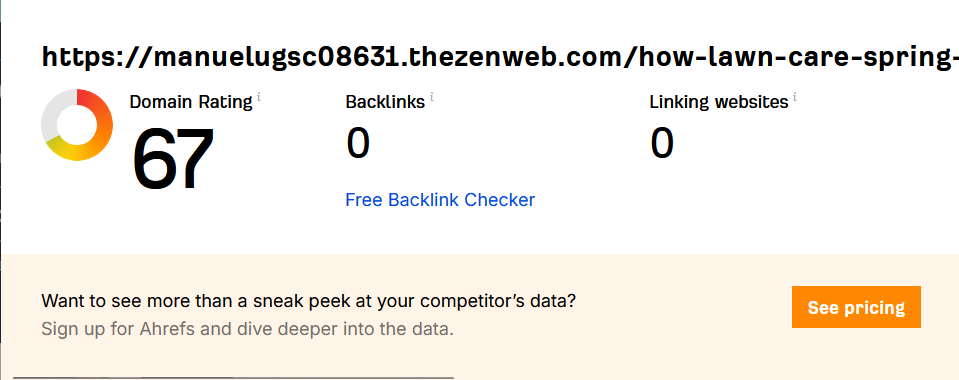 https://manuelugsc08631.thezenweb.com/how-lawn-care-spring-
Domain Rating i
Backlinks i
Linking websites i
67
0
0
Free Backlink Checker
Want to see more than a sneak peek at your competitor’s data?
Sign up for Ahrefs and dive deeper into the data.
See pricing